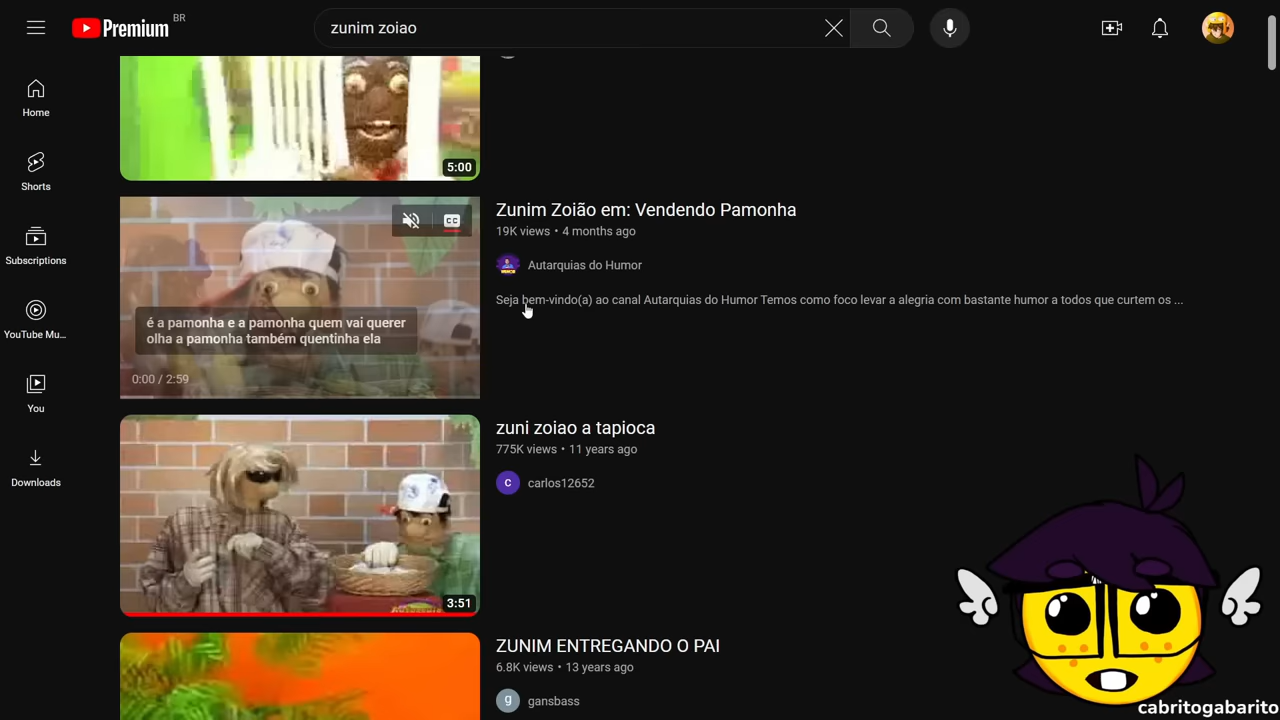 Premium
BR
zunim zoiao
Home
Shorts
Subscriptions
YouTube Mu...
You
Downloads
5:00
CC
é a pamonha e a pamonha quem vai querer
olha a pamonha também quentinha ela
0:00 / 2:59
Zunim Zoião em: Vendendo Pamonha
19K views • 4 months ago
Autarquias do Humor
Seja bem-vindo(a) ao canal Autarquias do Humor Temos como foco levar a alegria com bastante humor a todos que curtem os ...
3:51
zuni zoiao a tapioca
775K views • 11 years ago
c
carlos12652
ZUNIM ENTREGANDO O PAI
6.8K views • 13 years ago
g
gansbass
cabritogabarito